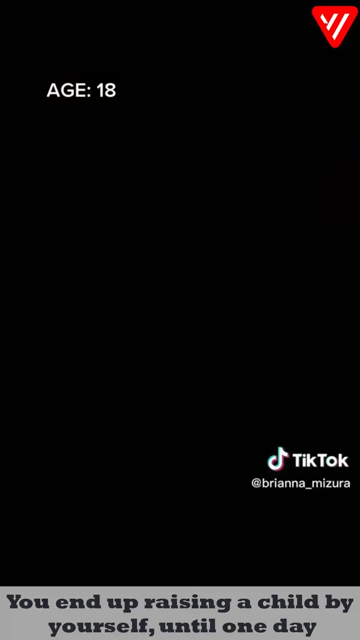 AGE: 18
TikTok
@brianna_mizura
You end up raising a child by
yourself, until one day